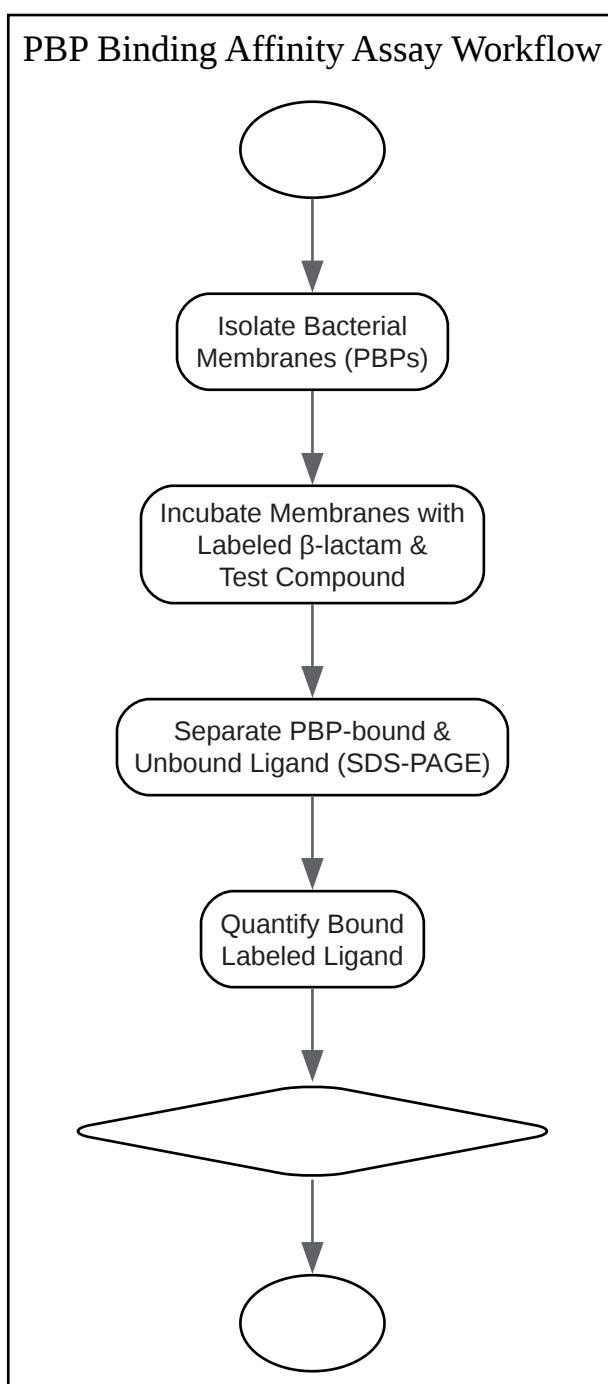 PBP Binding Affinity Assay Workflow
Isolate Bacterial
Membranes (PBPs)
Incubate Membranes with
Labeled β-lactam &
Test Compound
Separate PBP-bound &
Unbound Ligand (SDS-PAGE)
Quantify Bound
Labeled Ligand